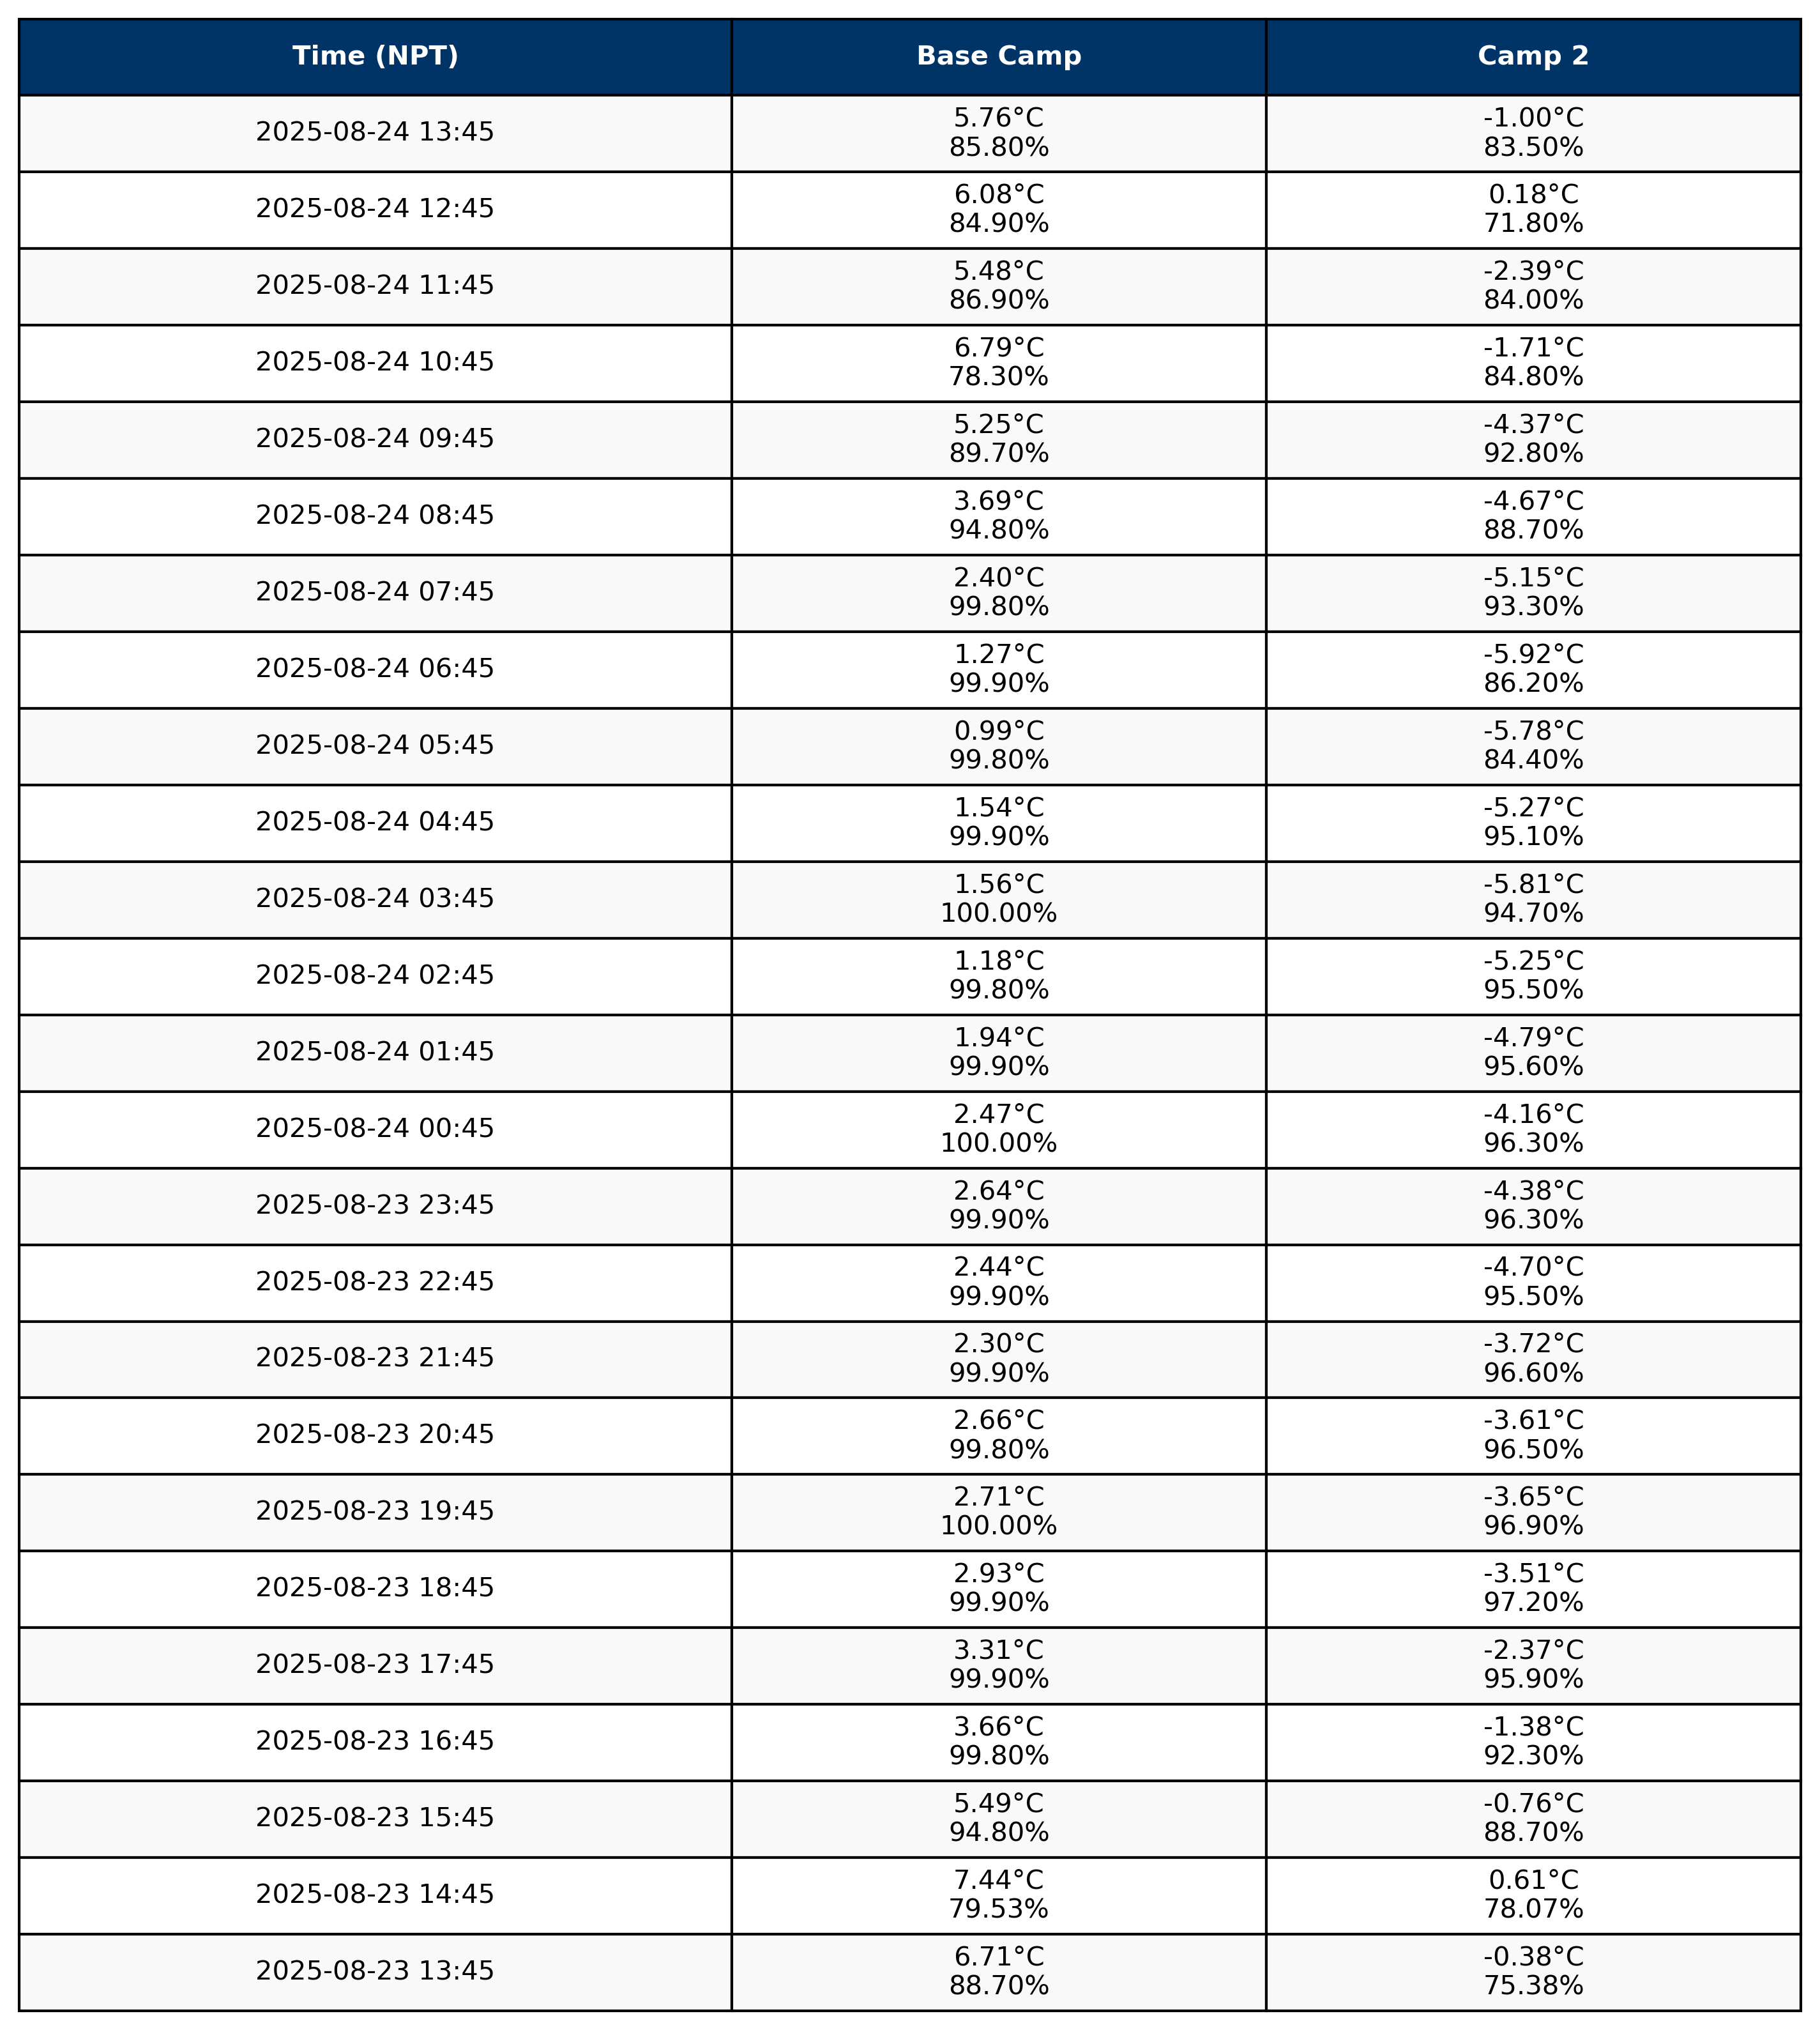 Time (NPT) Base Camp Camp 2
2025-08-24 13:45 5.76°C -1.00°C
85.80% 83.50%
2025-08-24 12:45 6.08°C 0.18°C
84.90% 71.80%
2025-08-24 11:45 5.48°C -2.39°C
86.90% 84.00%
2025-08-24 10:45 6.79°C -1.71°C
78.30% 84.80%
2025-08-24 09:45 5.25°C -4.37°C
89.70% 92.80%
2025-08-24 08:45 3.69°C -4.67°C
94.80% 88.70%
2025-08-24 07:45 2.40°C -5.15°C
99.80% 93.30%
2025-08-24 06:45 1.27°C -5.92°C
99.90% 86.20%
2025-08-24 05:45 0.99°C -5.78°C
99.80% 84.40%
2025-08-24 04:45 1.54°C -5.27°C
99.90% 95.10%
2025-08-24 03:45 1.56°C -5.81°C
100.00% 94.70%
2025-08-24 02:45 1.18°C -5.25°C
99.80% 95.50%
2025-08-24 01:45 1.94°C -4.79°C
99.90% 95.60%
2025-08-24 00:45 2.47°C -4.16°C
100.00% 96.30%
2025-08-23 23:45 2.64°C -4.38°C
99.90% 96.30%
2025-08-23 22:45 2.44°C -4.70°C
99.90% 95.50%
2025-08-23 21:45 2.30°C -3.72°C
99.90% 96.60%
2025-08-23 20:45 2.66°C -3.61°C
99.80% 96.50%
2025-08-23 19:45 2.71°C -3.65°C
100.00% 96.90%
2025-08-23 18:45 2.93°C -3.51°C
99.90% 97.20%
2025-08-23 17:45 3.31°C -2.37°C
99.90% 95.90%
2025-08-23 16:45 3.66°C -1.38°C
99.80% 92.30%
2025-08-23 15:45 5.49°C -0.76°C
94.80% 88.70%
2025-08-23 14:45 7.44°C 0.61°C
79.53% 78.07%
2025-08-23 13:45 6.71°C -0.38°C
88.70% 75.38%